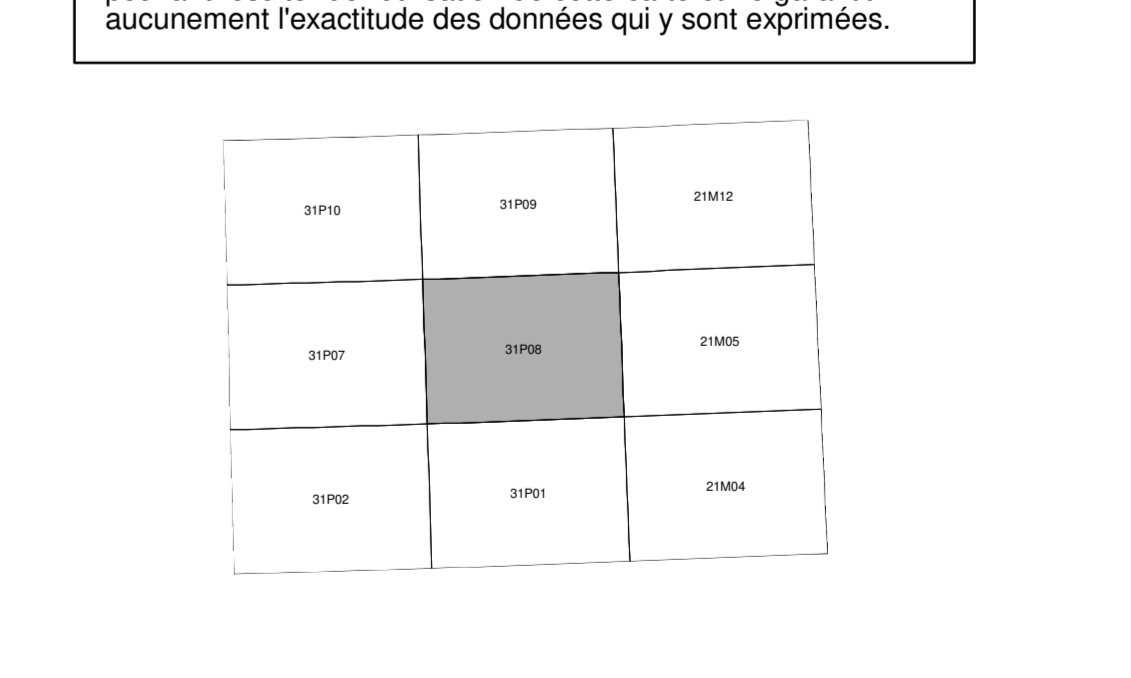 aucunement l'exactitude des données qui y sont exprimées.
31P10 31P09 21M12
31P07 31P08 21M05
31P02 31P01 21M04